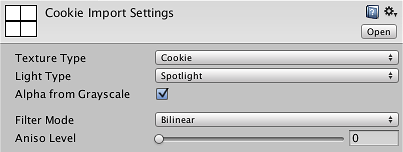 Cookie Import Settings
Open
Texture Type Cookie
Light Type Spotlight
Alpha from Grayscale
Filter Mode Bilinear
Aniso Level 0